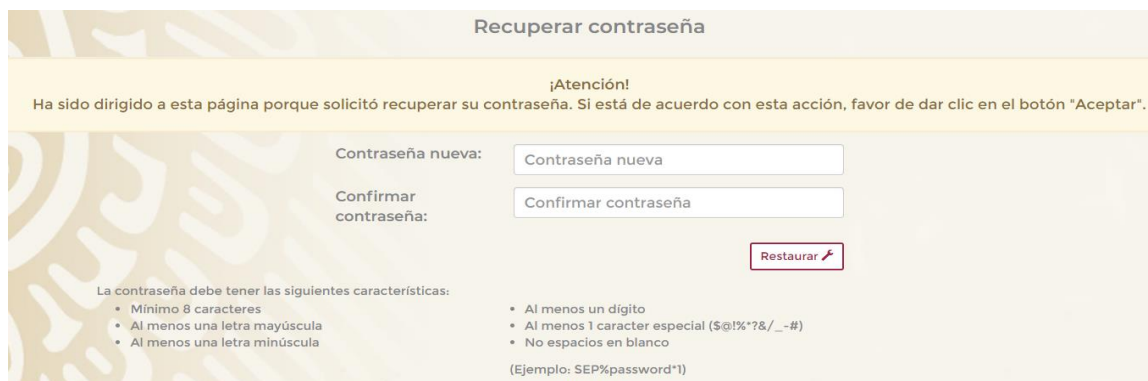 Recuperar contraseña
¡Atención!
Ha sido dirigido a esta página porque solicitó recuperar su contraseña. Si está de acuerdo con esta acción, favor de dar clic en el botón "Aceptar".
Contraseña nueva:
Contraseña nueva
Confirmar
contraseña:
Confirmar contraseña
Restaurar
La contraseña debe tener las siguientes características:
• Mínimo 8 caracteres
• Al menos una letra mayúscula
• Al menos una letra minúscula
• Al menos un dígito
• Al menos 1 caracter especial ($@!%*?&/_-#)
• No espacios en blanco
(Ejemplo: SEP%password*1)